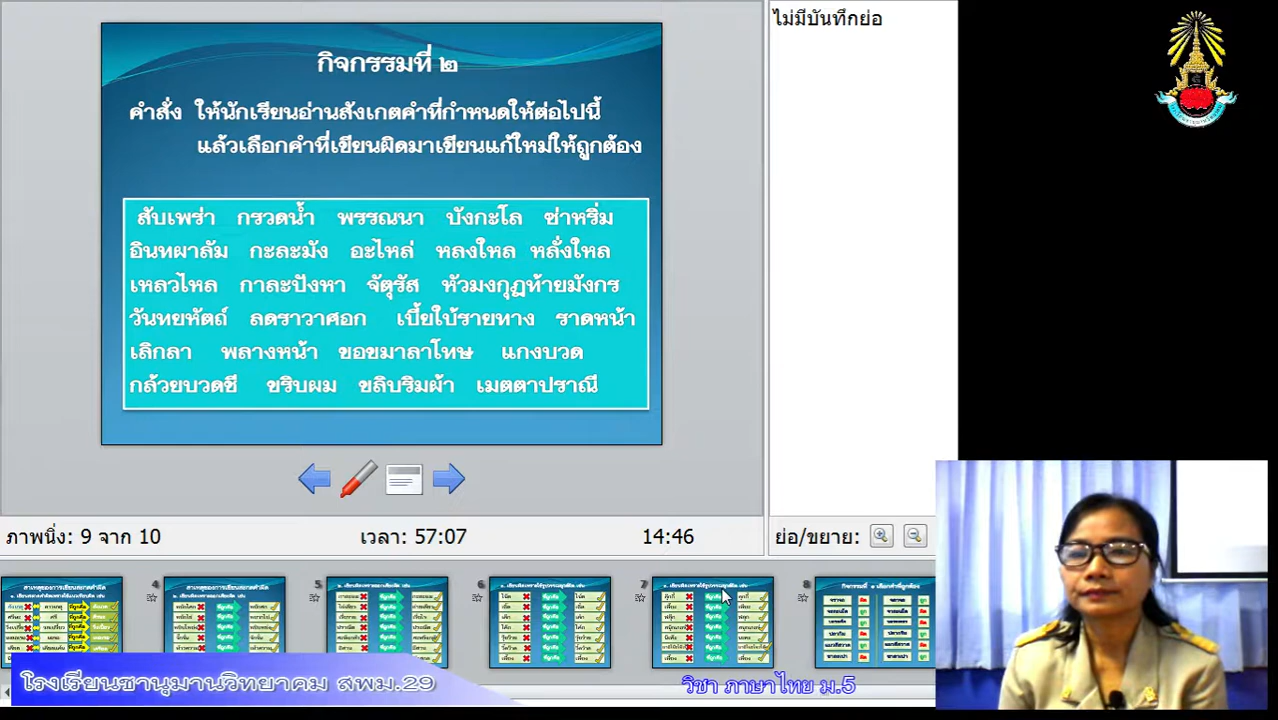 กิจกรรมที่ ๒
คำสั่ง ให้นักเรียนอ่านสังเกตคำที่กำหนดให้ต่อไปนี้
แล้วเลือกคำที่เขียนผิดมาเขียนแก้ใหม่ให้ถูกต้อง
สับเพร่า กรวดน้ำ พรรณนา บังกะโล ซ่าหริ่ม
อินทผาลัม กะละมัง อะไหล่ หลงใหล หลั่งใหล
เหลวไหล กาละปังหา จัตุรัส หัวมงกุฎท้ายมังกร
วันทยหัตถ์ ลดราวาศอก เบี้ยใบ้รายทาง ราดหน้า
เลิกลา พลางหน้า ขอขมาลาโทษ แกงบวด
กล้วยบวดชี ขริบผม ขลิบริมผ้า เมตตาปราณี
ไม่มีบันทึกย่อ
ภาพนิ่ง: 9 จาก 10
เวลา: 57:07
14:46
ย่อ/ขยาย:
4
5
6
7
8
โรงเรียนชานุมานวิทยาคม สพม.29
วิชา ภาษาไทย ม.5